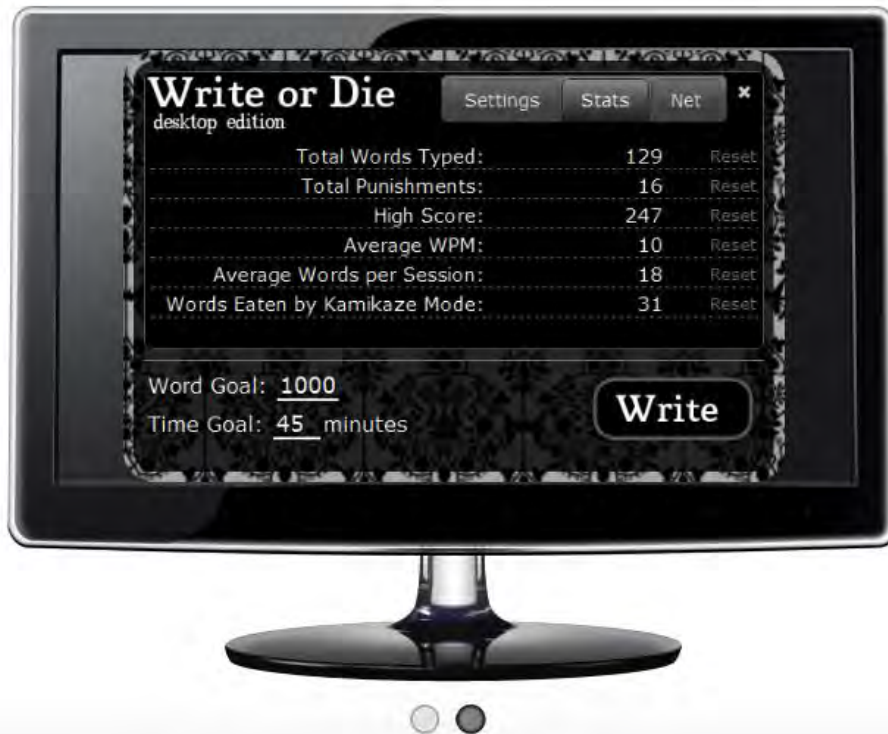 Write or Die
desktop edition
Settings Stats Net ×
Total Words Typed: 129 Reset
Total Punishments: 16 Reset
High Score: 247 Reset
Average WPM: 10 Reset
Average Words per Session: 18 Reset
Words Eaten by Kamikaze Mode: 31 Reset
Word Goal: 1000
Time Goal: 45 minutes
Write